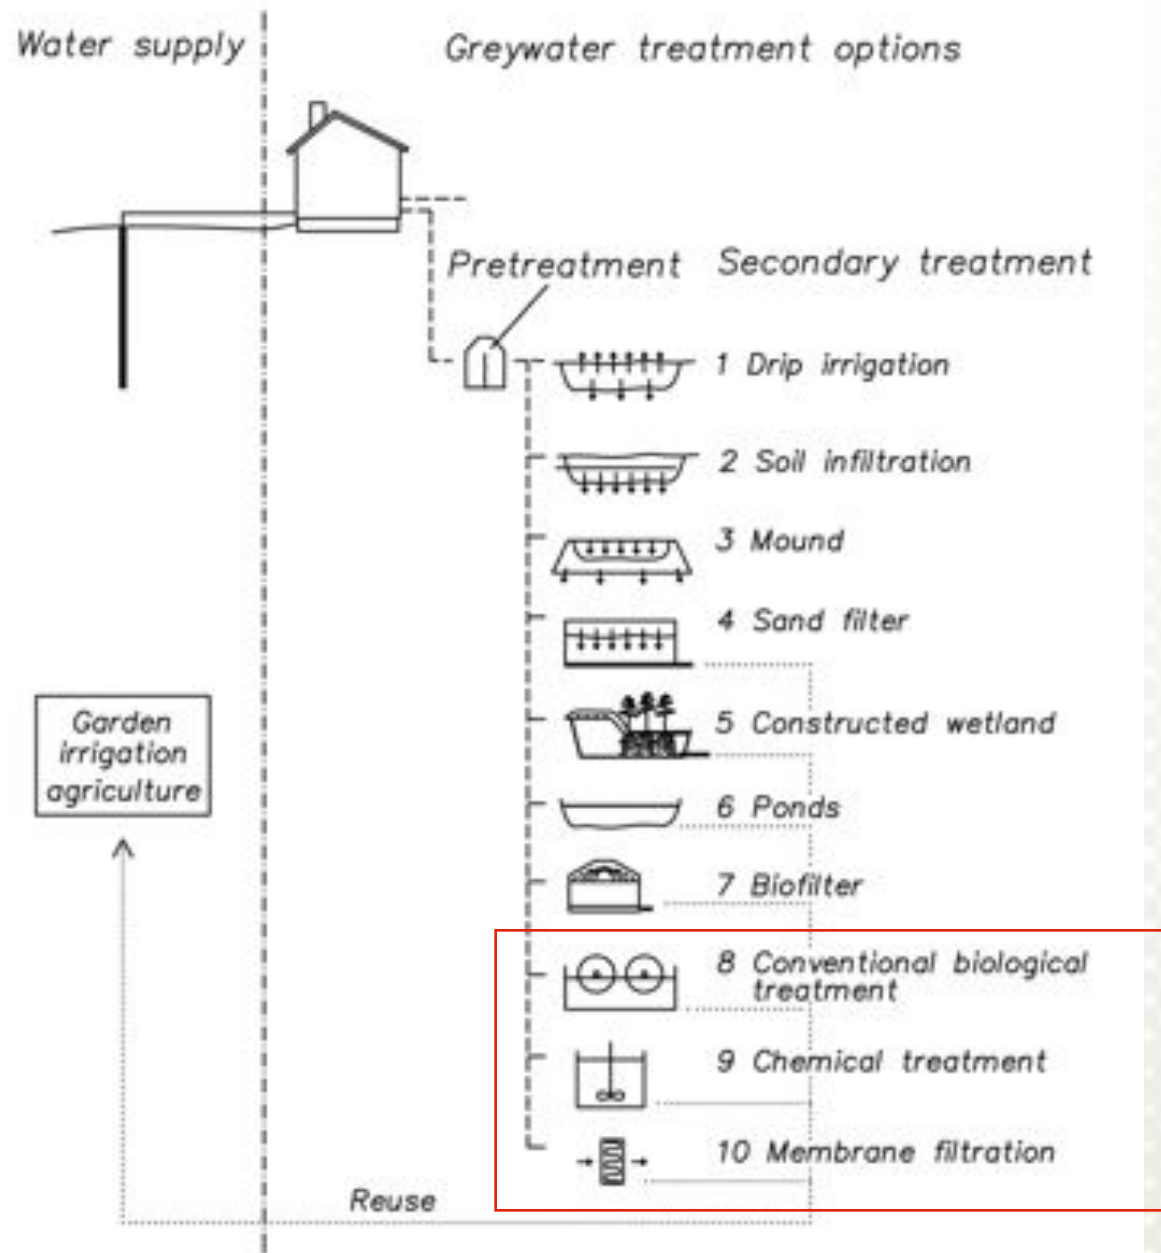 Water supply
Greywater treatment options
Pretreatment
Secondary treatment
1 Drip irrigation
2 Soil infiltration
3 Mound
4 Sand filter
5 Constructed wetland
6 Ponds
7 Biofilter
8 Conventional biological
treatment
9 Chemical treatment
10 Membrane filtration
Garden
irrigation
agriculture
Reuse